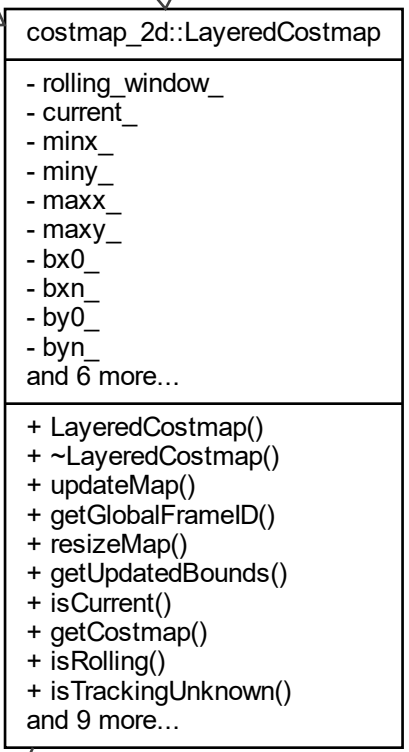 costmap_2d::LayeredCostmap
- rolling_window_
- current_
- minx_
- miny_
- maxx_
- maxy_
- bx0_
- bxn_
- by0_
- byn_
and 6 more...
+ LayeredCostmap()
+ ~LayeredCostmap()
+ updateMap()
+ getGlobalFrameID()
+ resizeMap()
+ getUpdatedBounds()
+ isCurrent()
+ getCostmap()
+ isRolling()
+ isTrackingUnknown()
and 9 more...